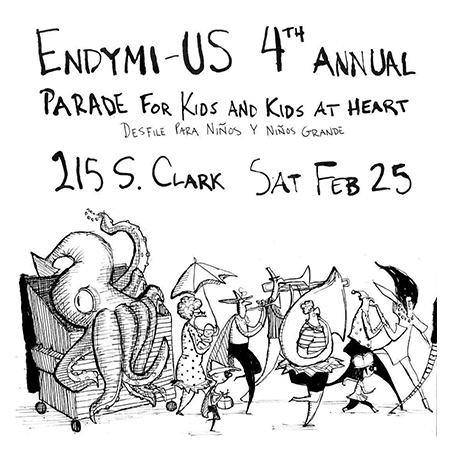 ENDYMI-US 4TH ANNUAL
PARADE FOR KIDS AND KIDS AT HEART
DESFILE PARA NIÑOS Y NIÑOS GRANDE
215 S. CLARK SAT FEB 25